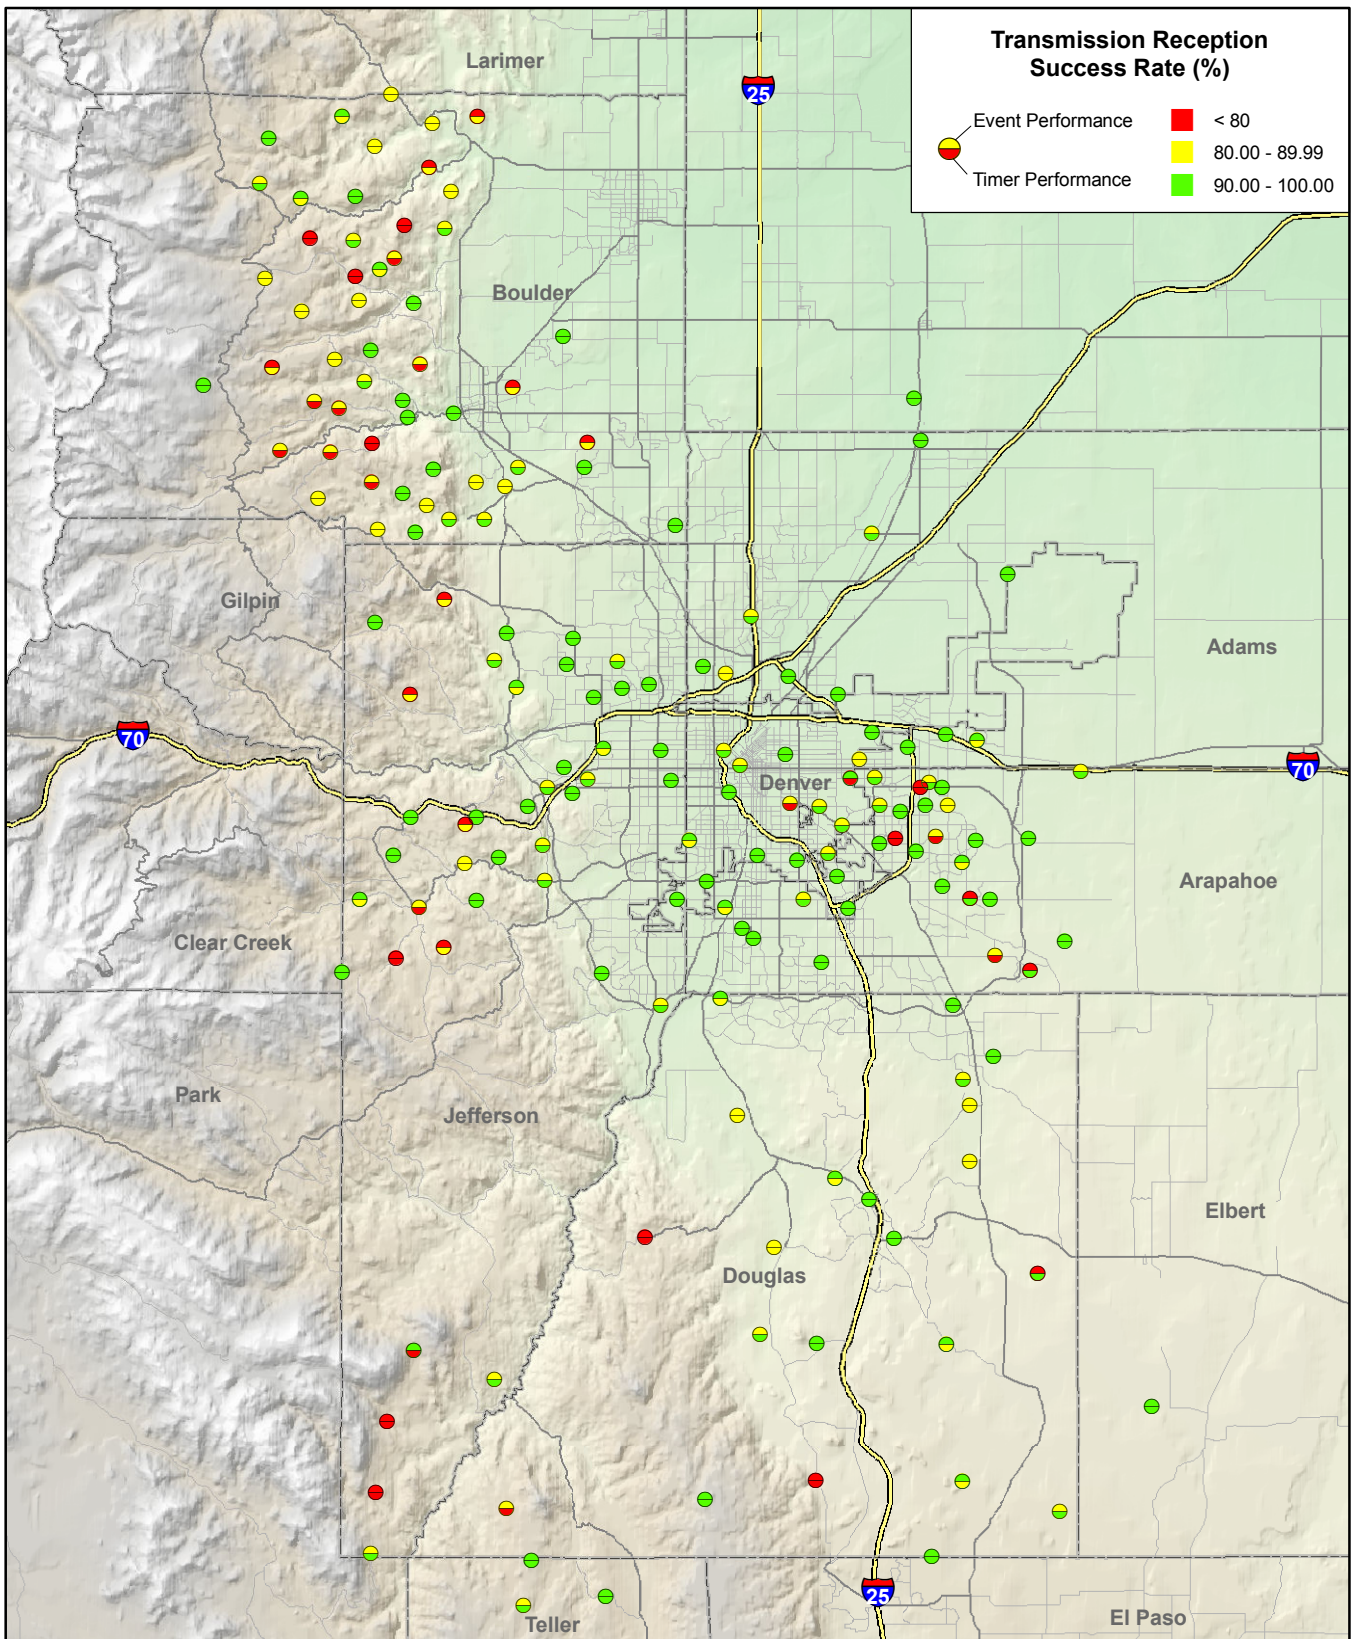 Transmission Reception
Success Rate (%)
Event Performance
Timer Performance
< 80
80.00 - 89.99
90.00 - 100.00
Larimer
25
Boulder
Gilpin
Adams
70
Denver
70
Arapahoe
Clear Creek
Park
Jefferson
Elbert
Douglas
25
Teller
El Paso